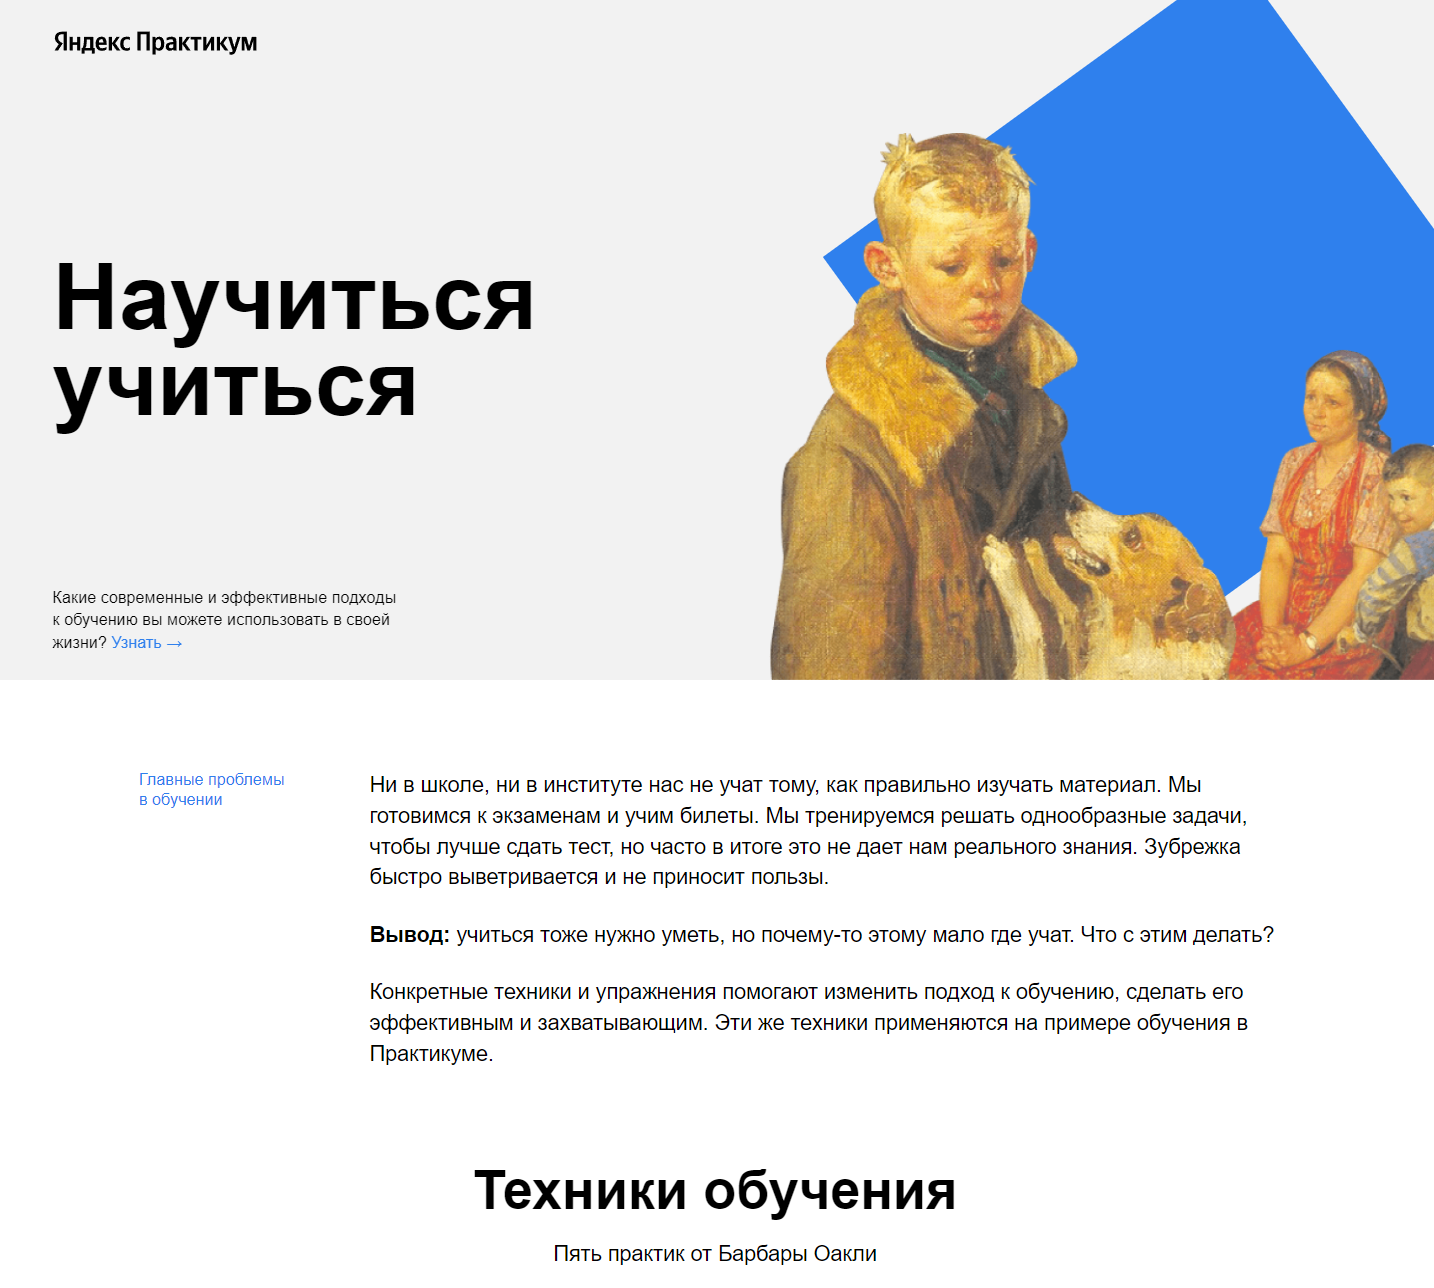 Яндекс Практикум
Научиться
учиться
Какие современные и эффективные подходы
к обучению вы можете использовать в своей
жизни? Узнать →
Главные проблемы
в обучении
Ни в школе, ни в институте нас не учат тому, как правильно изучать материал. Мы
готовимся к экзаменам и учим билеты. Мы тренируемся решать однообразные задачи,
чтобы лучше сдать тест, но часто в итоге это не дает нам реального знания. Зубрежка
быстро выветривается и не приносит пользы.
Вывод: учиться тоже нужно уметь, но почему-то этому мало где учат. Что с этим делать?
Конкретные техники и упражнения помогают изменить подход к обучению, сделать его
эффективным и захватывающим. Эти же техники применяются на примере обучения в
Практикуме.
Техники обучения
Пять практик от Барбары Оакли